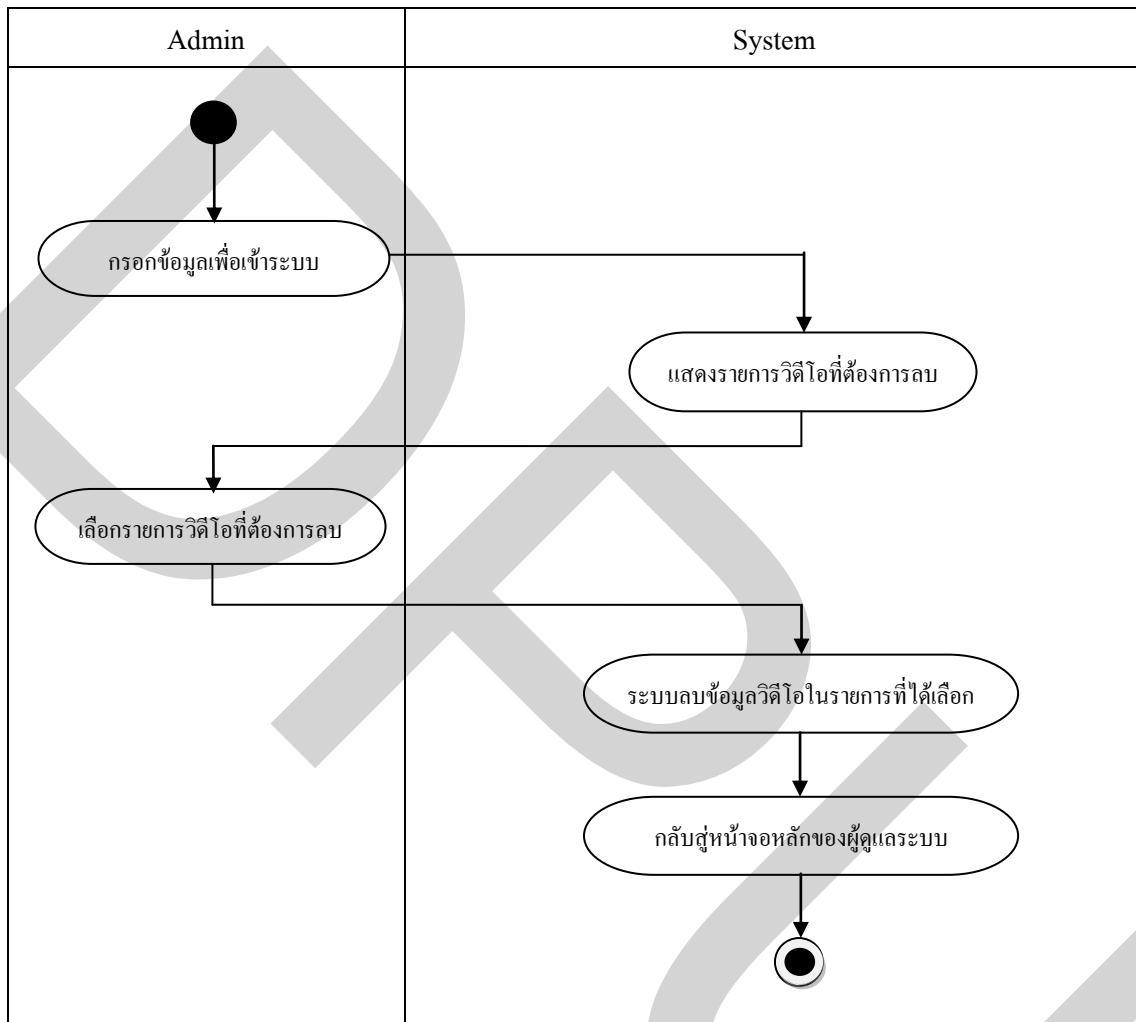 Admin
System
กรอกข้อมูลเพื่อเข้าระบบ
แสดงรายการวิดีโอที่ต้องการลบ
เลือกรายการวิดีโอที่ต้องการลบ
ระบบลบข้อมูลวิดีโอในรายการที่ได้เลือก
กลับสู่หน้าจอหลักของผู้ดูแลระบบ